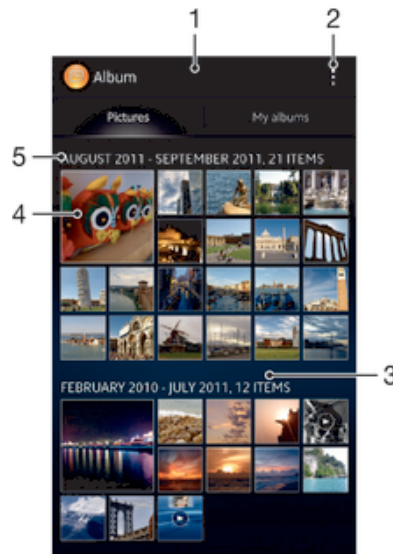 1
2
Album
Pictures
My albums
5
AUGUST 2011 - SEPTEMBER 2011, 21 ITEMS
4
3
FEBRUARY 2010 - JULY 2011, 12 ITEMS